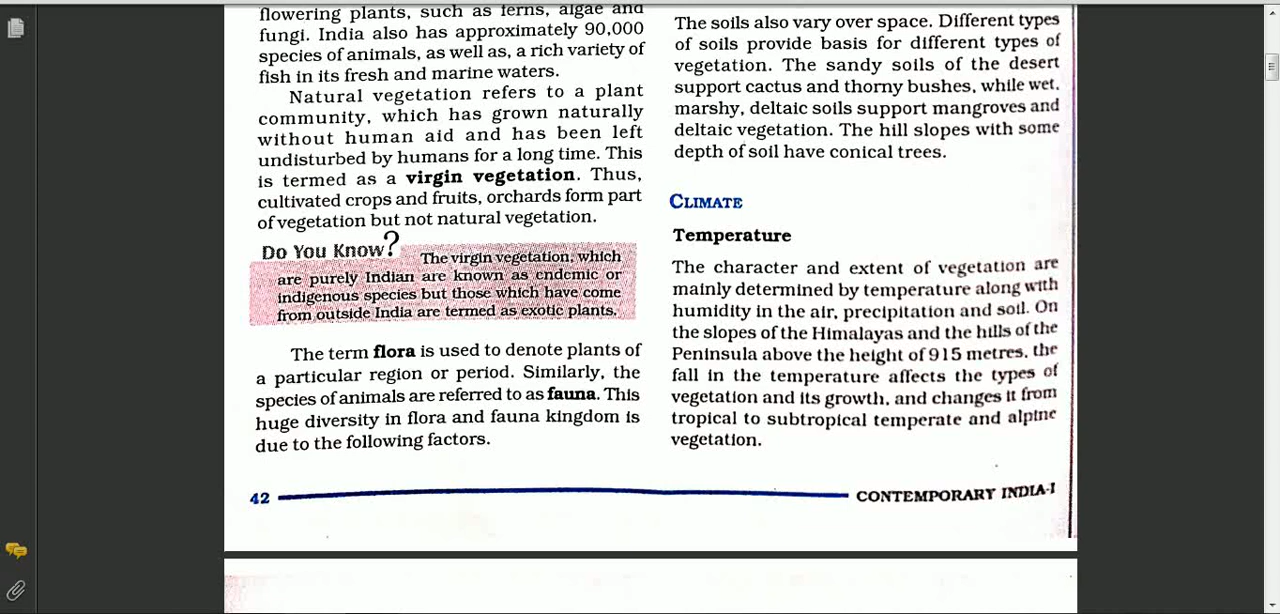 flowering plants, such as ferns, algae and
fungi. India also has approximately 90,000
species of animals, as well as, a rich variety of
fish in its fresh and marine waters.
Natural vegetation refers to a plant
community, which has grown naturally
without human aid and has been left
undisturbed by humans for a long time. This
is termed as a virgin vegetation. Thus,
cultivated crops and fruits, orchards form part
of vegetation but not natural vegetation.
Do You Know?
The virgin vegetation, which
are purely Indian are known as endemic or
indigenous species but those which have come
from outside India are termed as exotic plants.
The term flora is used to denote plants of
a particular region or period. Similarly, the
species of animals are referred to as fauna. This
huge diversity in flora and fauna kingdom is
due to the following factors.
The soils also vary over space. Different types
of soils provide basis for different types of
vegetation. The sandy soils of the desert
support cactus and thorny bushes, while wet,
marshy, deltaic soils support mangroves and
deltaic vegetation. The hill slopes with some
depth of soil have conical trees.
CLIMATE
Temperature
The character and extent of vegetation are
mainly determined by temperature along with
humidity in the air, precipitation and soil. On
the slopes of the Himalayas and the hills of the
Peninsula above the height of 915 metres, the
fall in the temperature affects the types of
vegetation and its growth, and changes it from
tropical to subtropical temperate and alpine
vegetation.
42
CONTEMPORARY INDIA-I